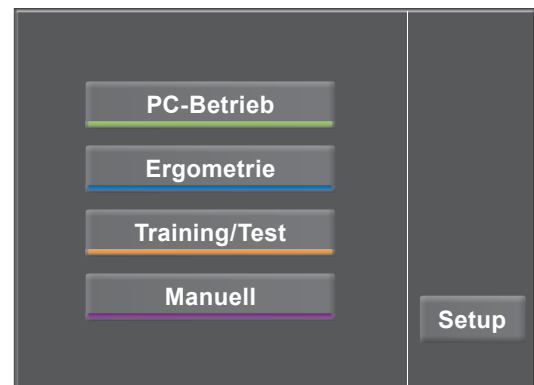 PC-Betrieb
Ergometrie
Training/Test
Manuell
Setup